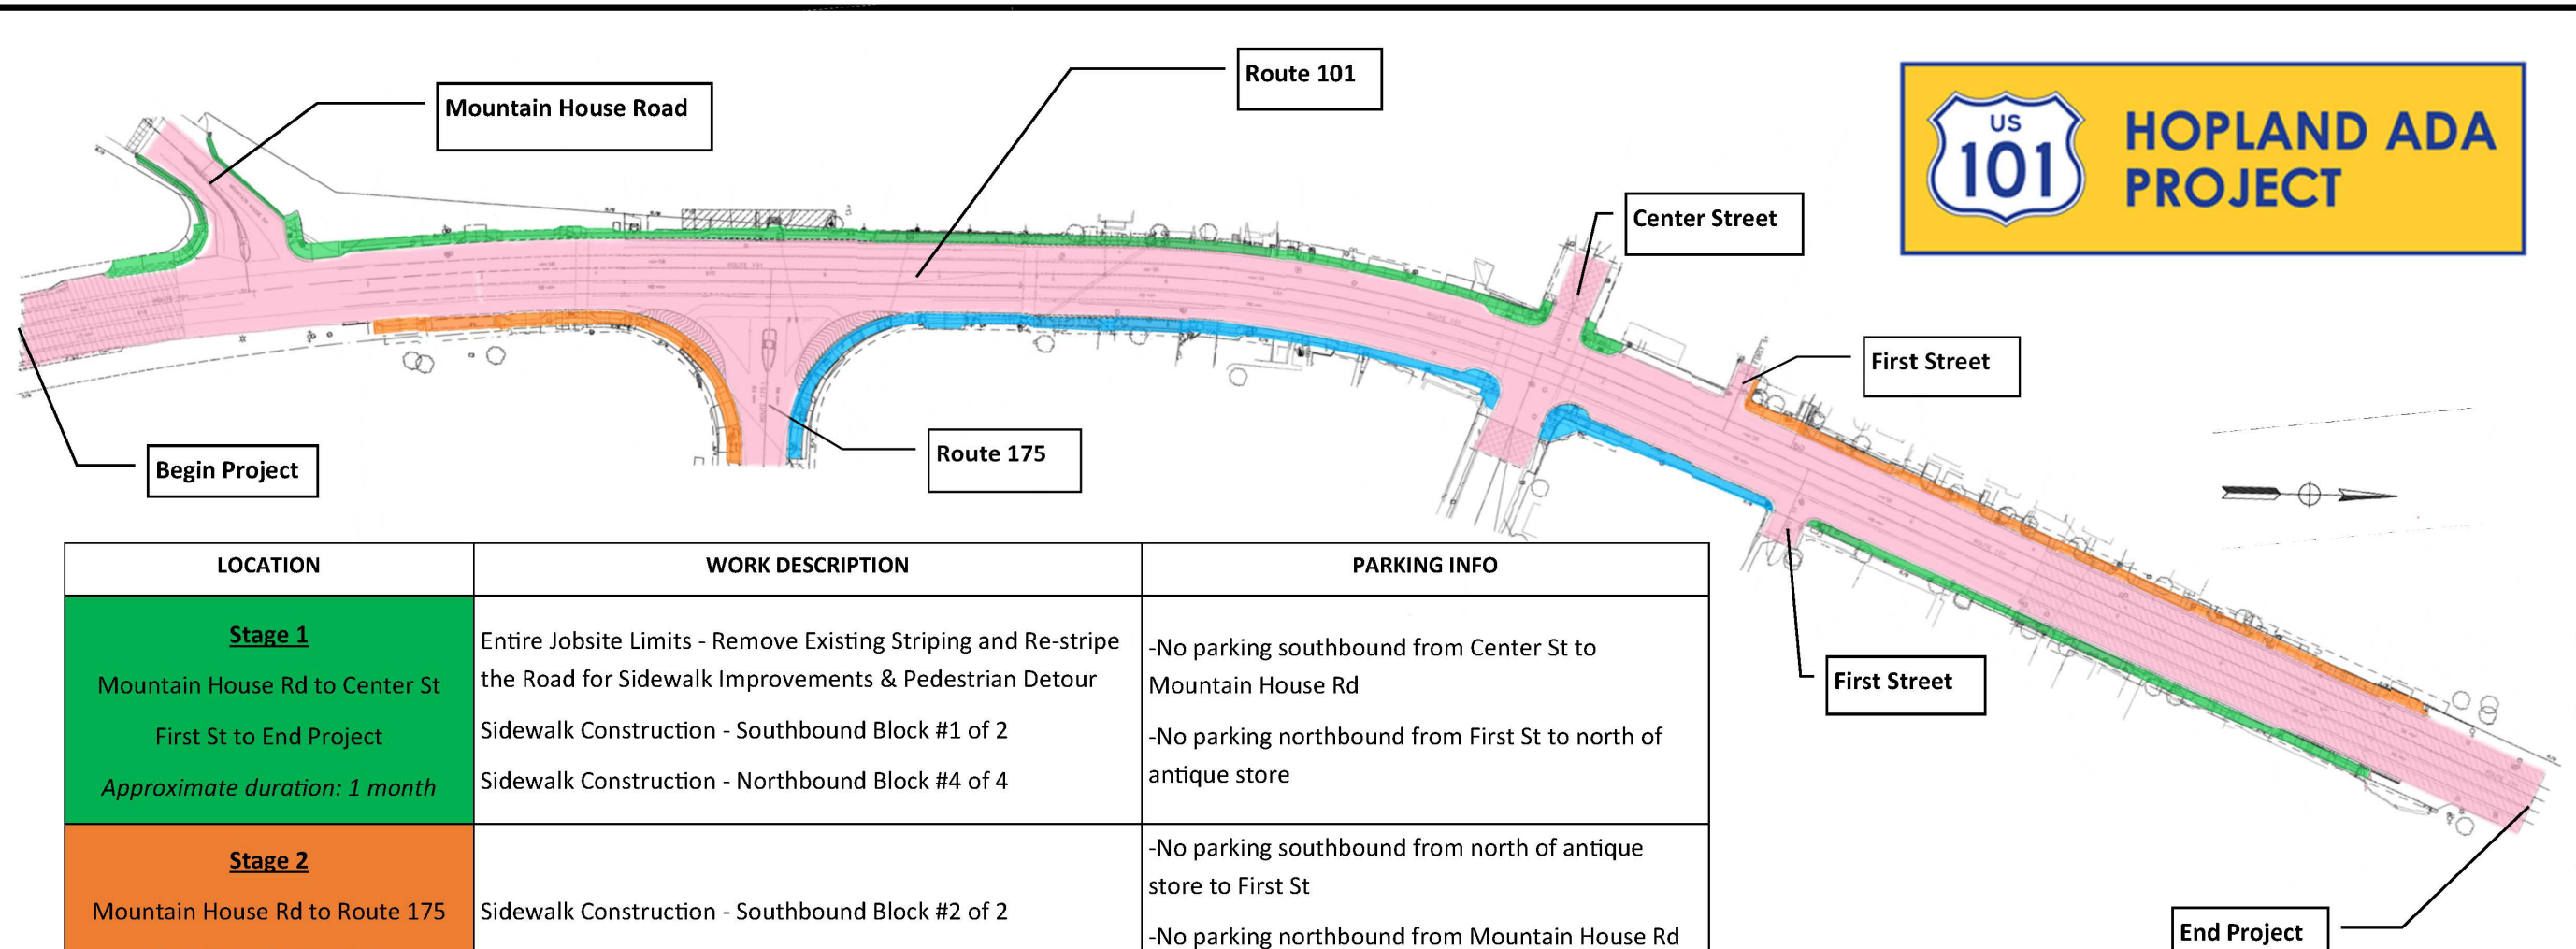 Route 101
Mountain House Road
US
101
HOPLAND ADA
PROJECT
Center Street
First Street
Route 175
Begin Project
First Street
End Project
LOCATION
WORK DESCRIPTION
PARKING INFO
Stage 1
Mountain House Rd to Center St
First St to End Project
Approximate duration: 1 month
Entire Jobsite Limits - Remove Existing Striping and Re-stripe
the Road for Sidewalk Improvements & Pedestrian Detour
Sidewalk Construction - Southbound Block #1 of 2
Sidewalk Construction - Northbound Block #4 of 4
-No parking southbound from Center St to
Mountain House Rd
-No parking northbound from First St to north of
antique store
Stage 2
Mountain House Rd to Route 175
Sidewalk Construction - Southbound Block #2 of 2
-No parking southbound from north of antique
store to First St
-No parking northbound from Mountain House Rd